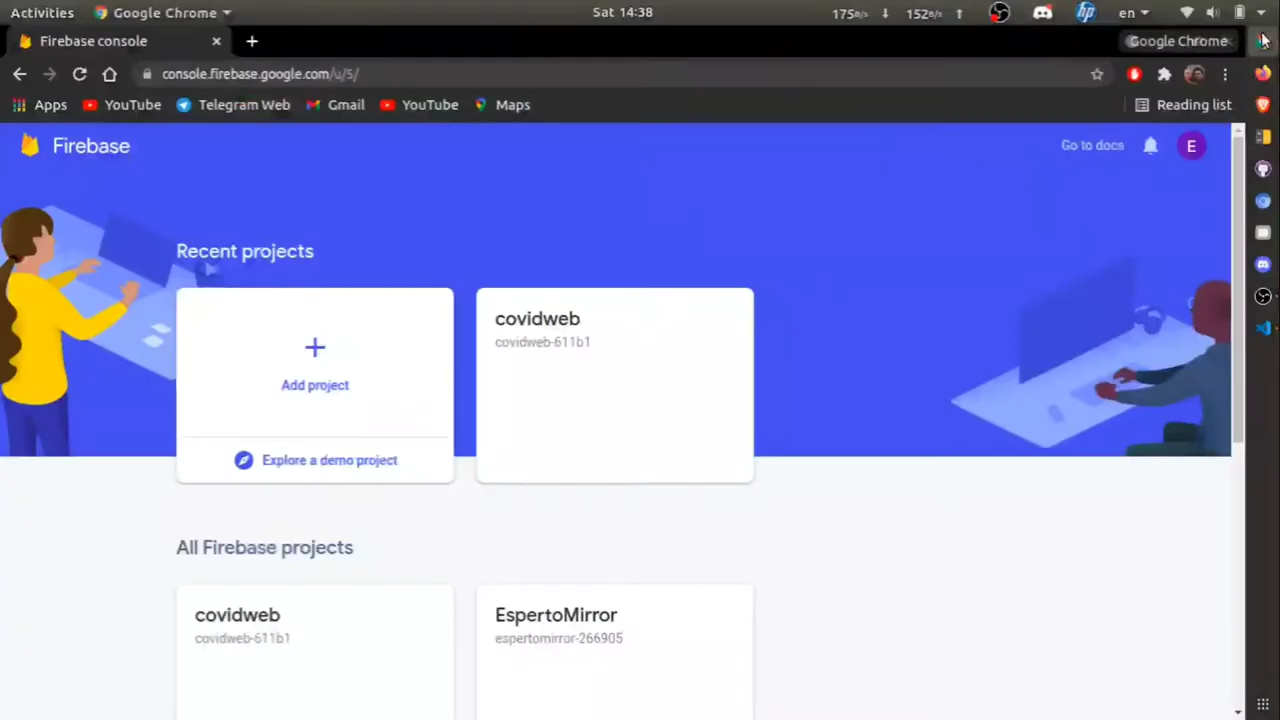 Activities Google Chrome Sat 14:38 175B/s 152B/s en
Firebase console Google Chrome
console.firebase.google.com/u/5/
Apps YouTube Telegram Web Gmail YouTube Maps Reading list
Firebase Go to docs E
Recent projects
Add project
Explore a demo project
covidweb
covidweb-611b1
All Firebase projects
covidweb
covidweb-611b1
EspertoMirror
espertomirror-266905